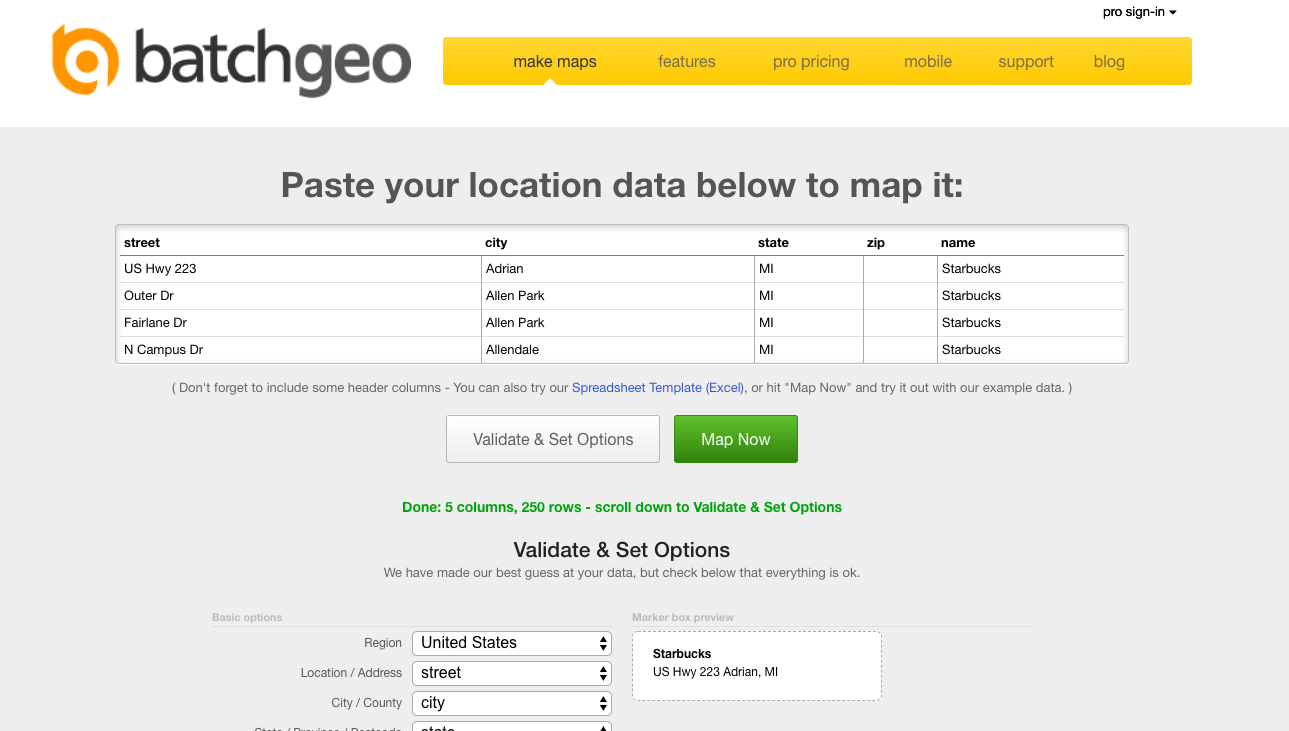 pro sign-in
batchgeo
make maps features pro pricing mobile support blog
Paste your location data below to map it:
street city state zip name
US Hwy 223 Adrian MI Starbucks
Outer Dr Allen Park MI Starbucks
Fairlane Dr Allen Park MI Starbucks
N Campus Dr Allendale MI Starbucks
( Don't forget to include some header columns - You can also try our Spreadsheet Template (Excel), or hit "Map Now" and try it out with our example data. )
Validate & Set Options Map Now
Done: 5 columns, 250 rows - scroll down to Validate & Set Options
Validate & Set Options
We have made our best guess at your data, but check below that everything is ok.
Basic options Marker box preview
Region United States
Starbucks
Location / Address street
US Hwy 223 Adrian, MI
City / County city
State / Province / Postcode state